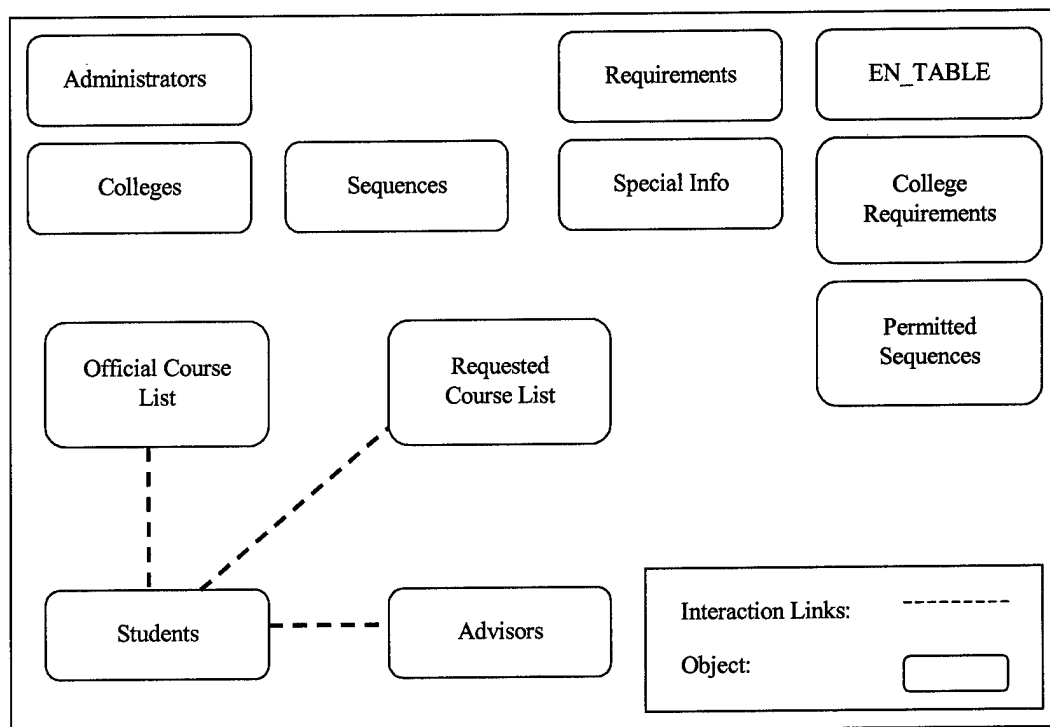 Administrators
Requirements
EN_TABLE
Colleges
Sequences
Special Info
College
Requirements
Official Course
List
Requested
Course List
Permitted
Sequences
Students
Advisors
Interaction Links:
Object: